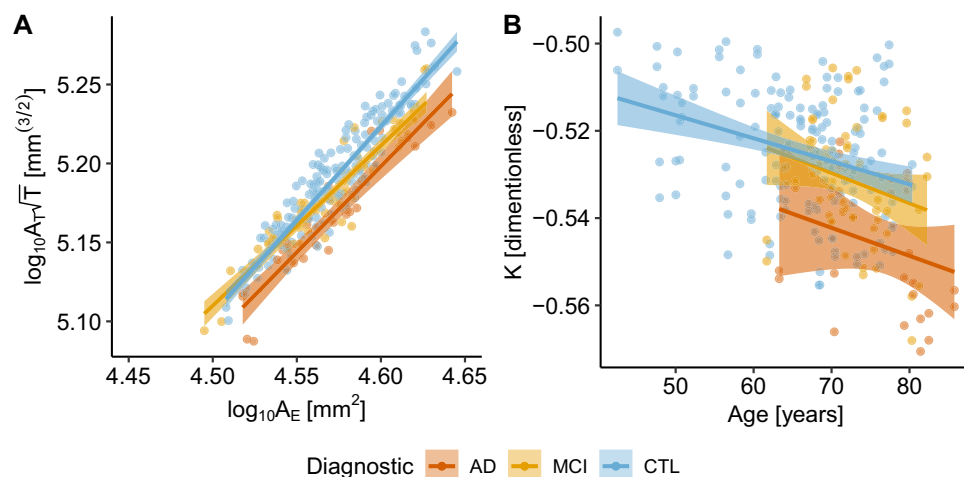 A
B
log₁₀A_T√T [mm^(3/2)]
5.25
5.20
5.15
5.10
4.45 4.50 4.55 4.60 4.65
log₁₀A_E [mm²]
K [dimentionless]
−0.50
−0.52
−0.54
−0.56
50 60 70 80
Age [years]
Diagnostic AD MCI CTL